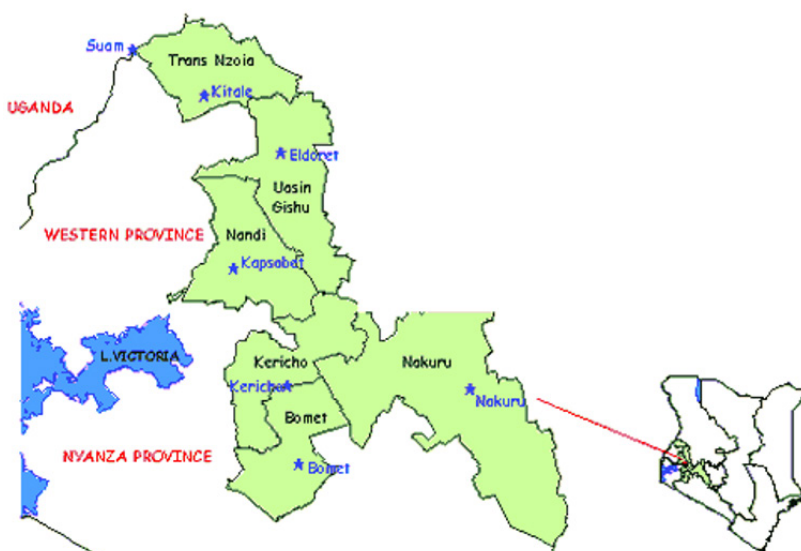 Suam
Trans Nzoia
Kitale
UGANDA
Eldoret
Uasin
Gishu
WESTERN PROVINCE
Nandi
Kapsabat
L.VICTORIA
Kericho
Nakuru
Kericho
Nakuru
Bomet
NYANZA PROVINCE
Bomet